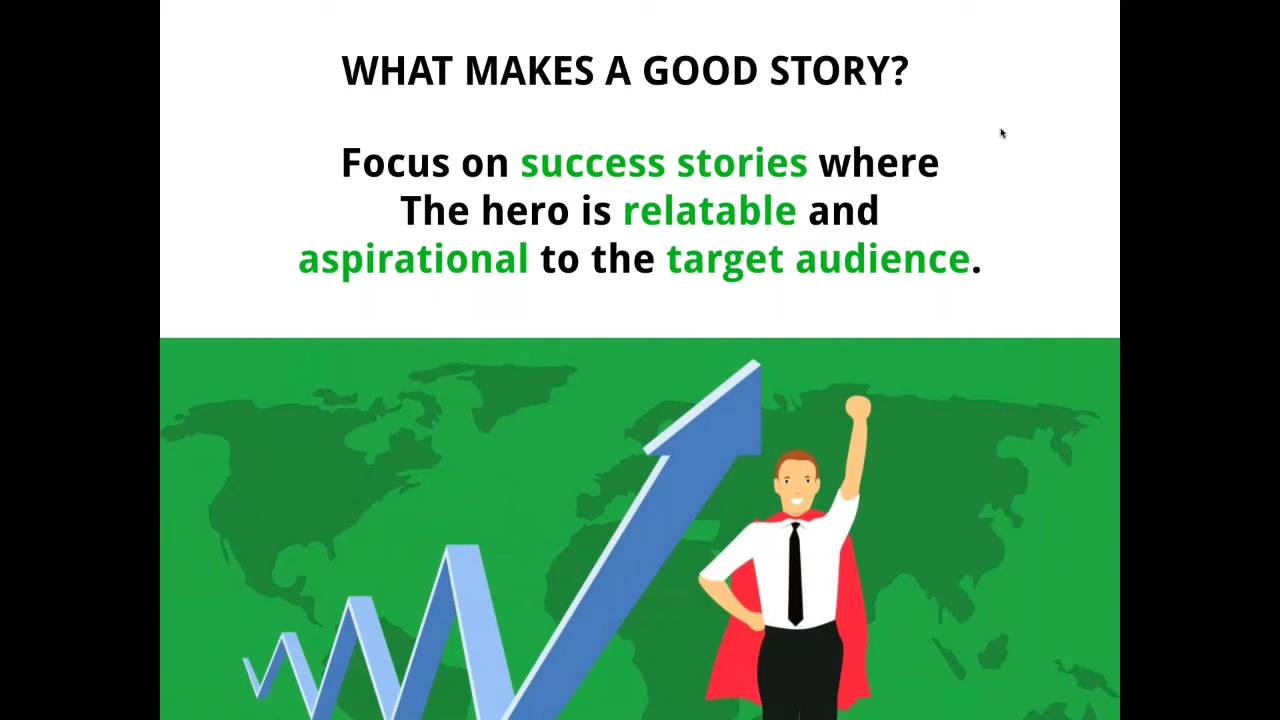 WHAT MAKES A GOOD STORY?
Focus on success stories where
The hero is relatable and
aspirational to the target audience.